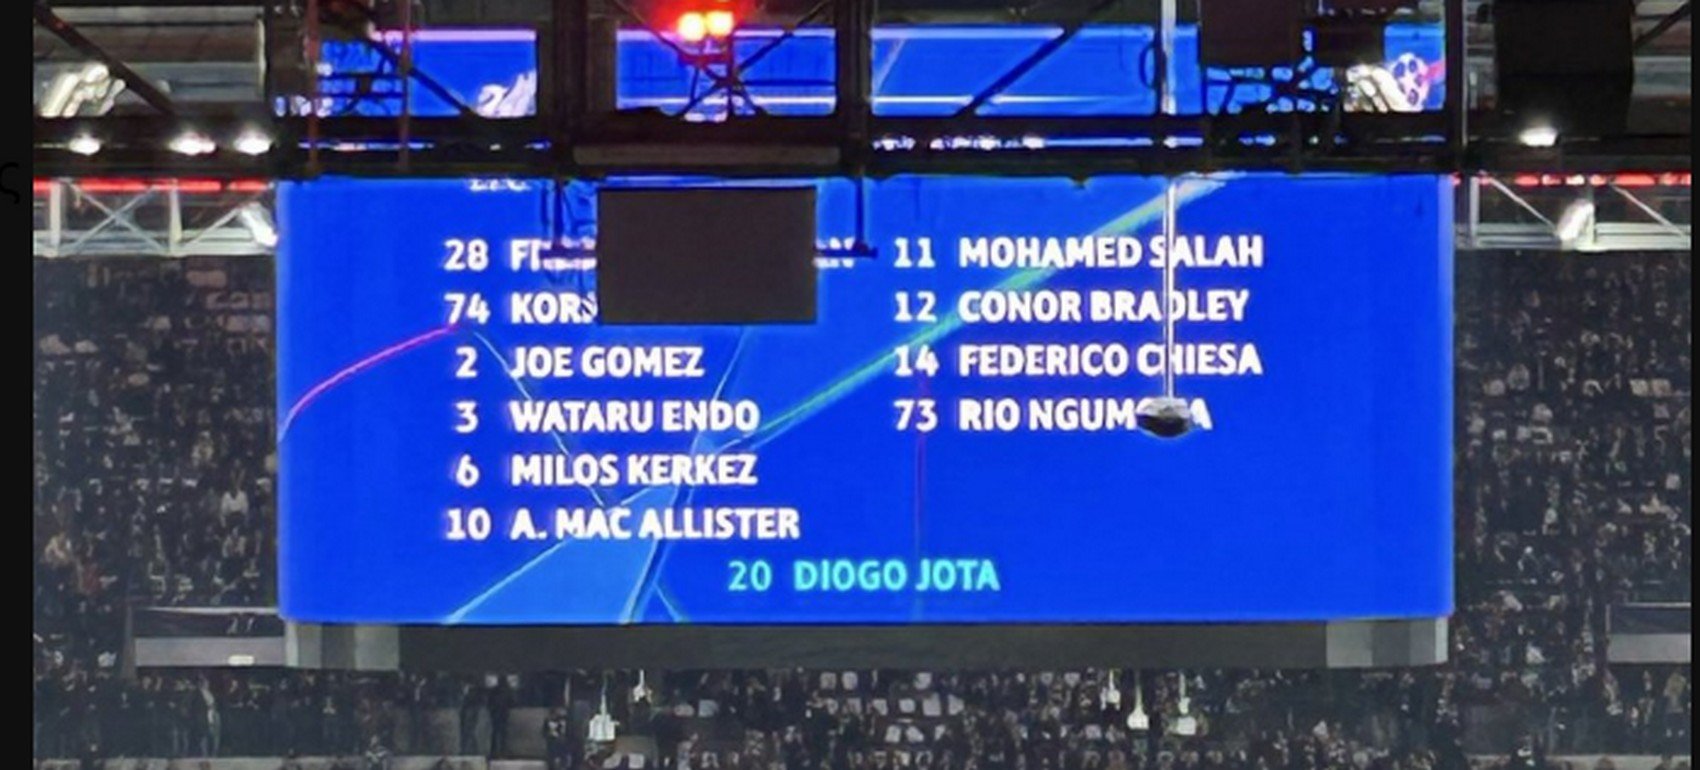 28
74
2 JOE GOMEZ
3 WATARU ENDO
6 MILOS KERKEZ
10 A. MAC ALLISTER
11 MOHAMED SALAH
12 CONOR BRADLEY
14 FEDERICO CHIESA
73 RIO
20 DIOGO JOTA